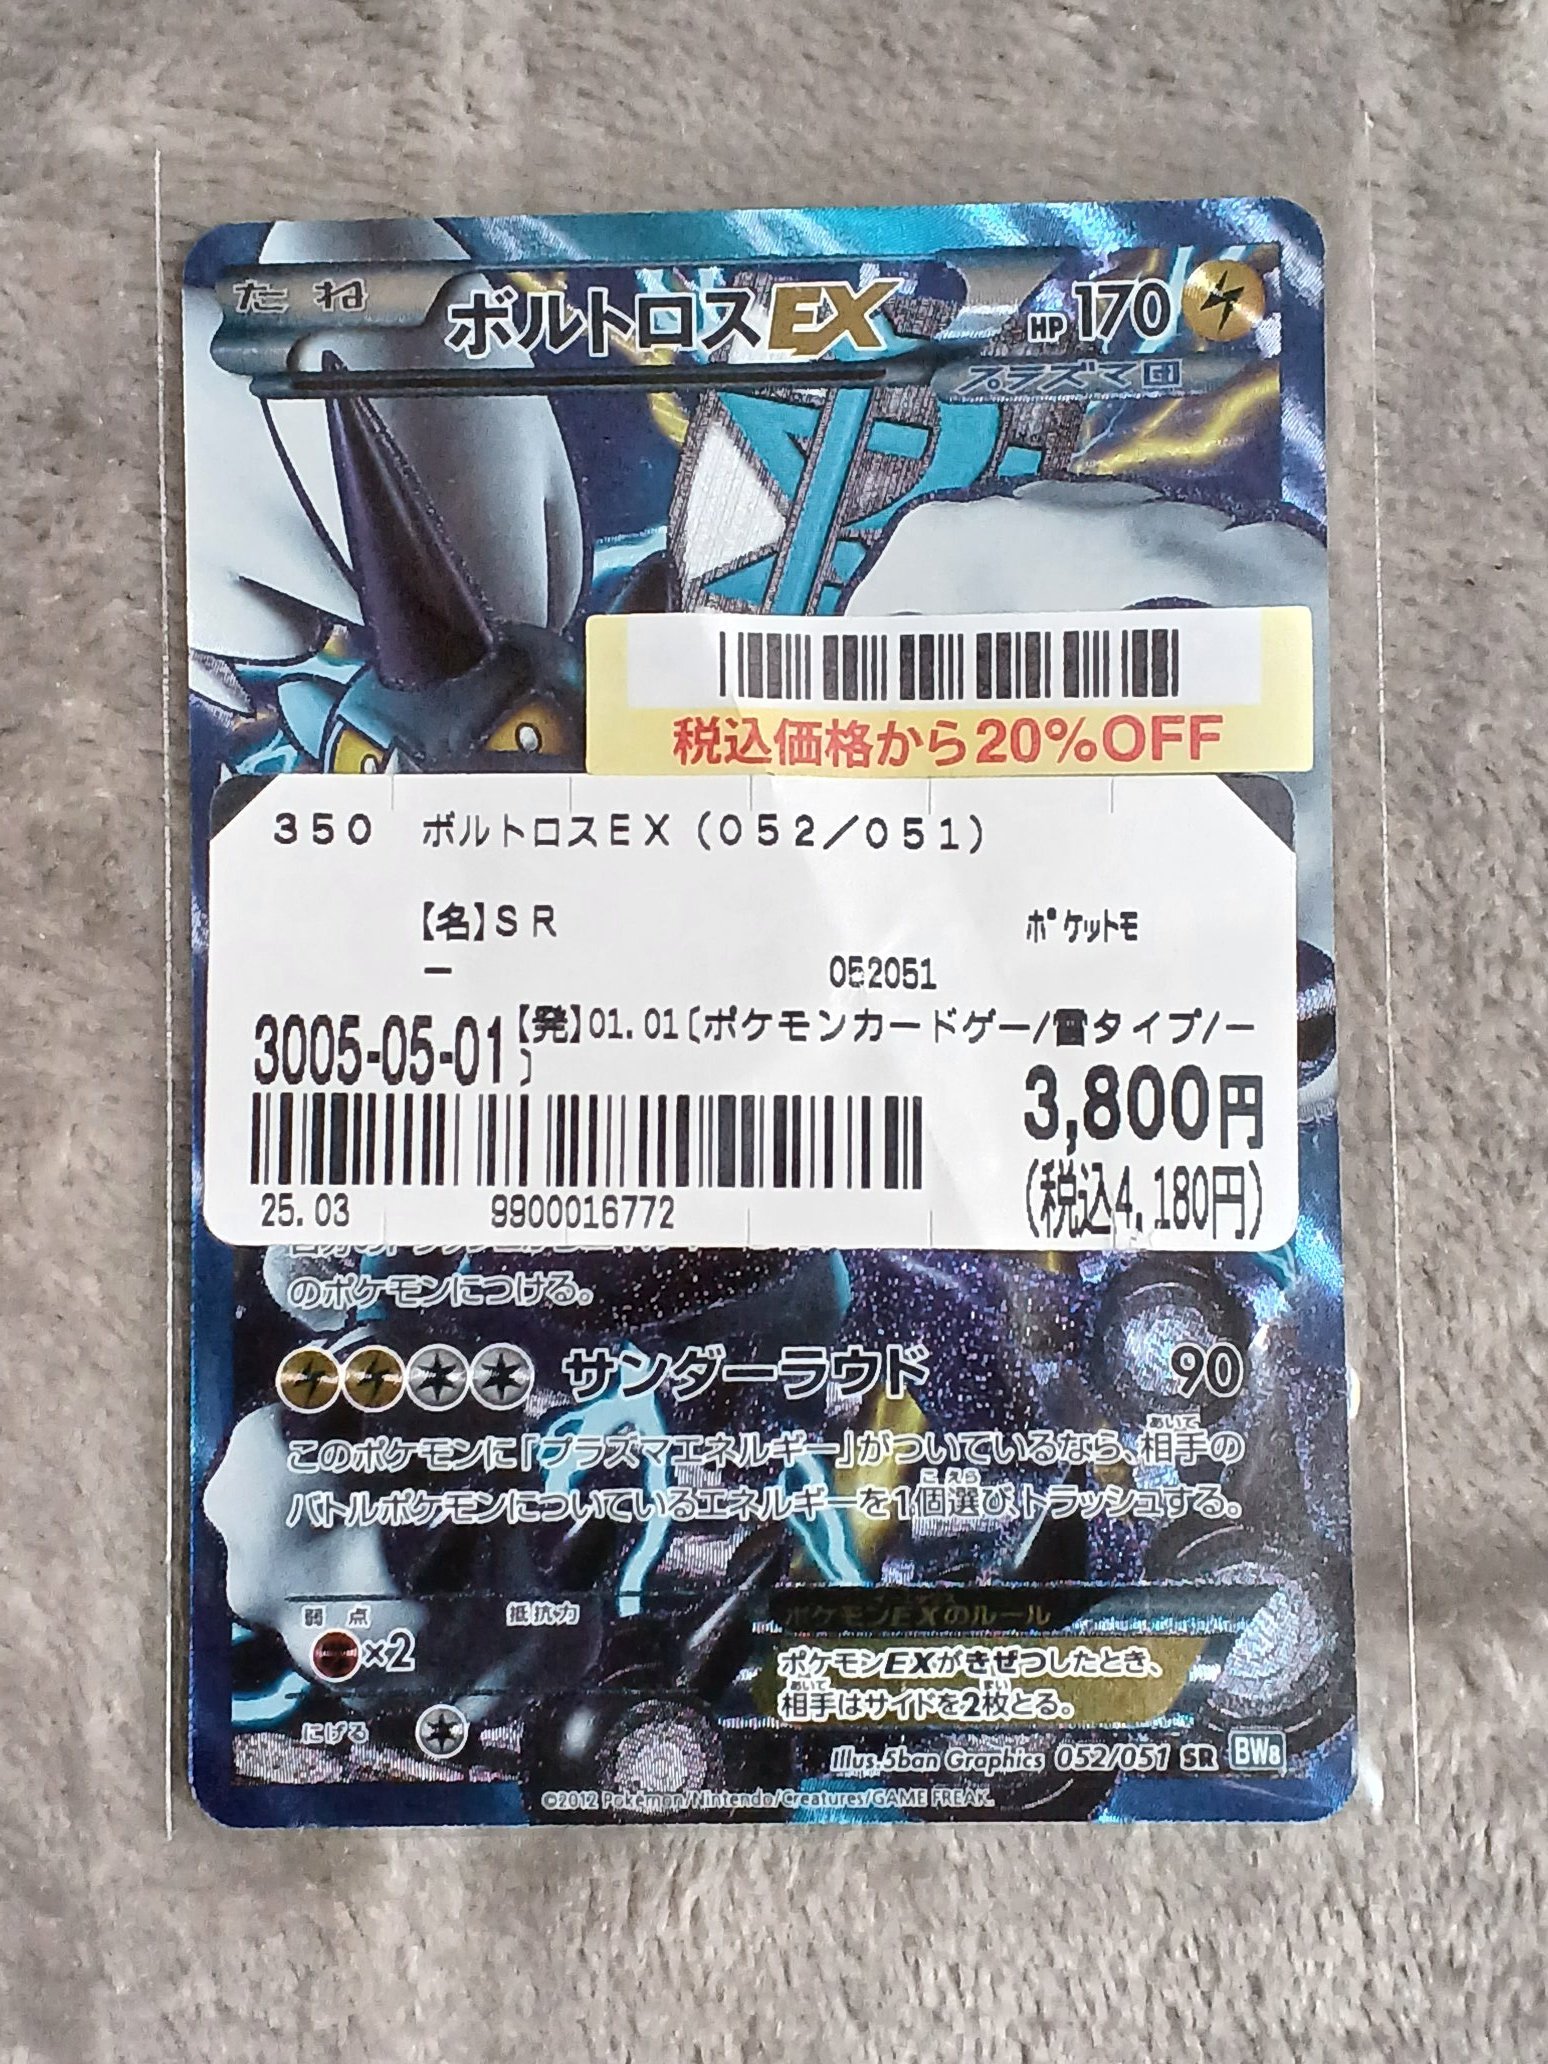 たね
ボルトロスEX
HP170
プラズマ団
税込価格から20%OFF
350 ボルトロスEX(052/051)
【名】SR
ポケットモ
ー
052051
3005-05-01
【発】01.01〔ポケモンカードゲー/雷タイプ/ー
〕
3,800円
(税込4,180円)
25.03
9900016772
のポケモンにつける。
サンダーラウド 90
あいて
このポケモンに「プラズマエネルギー」がついているなら、相手の
こえら
バトルポケモンについているエネルギーを1個選び、トラッシュする。
弱点
抵抗力
×2
ポケモンEXのルール
ポケモンEXがきぜつしたとき、
あいて まい
相手はサイドを2枚とる。
にげる
Illus.5ban Graphics 052/051 SR BW8
©2012 Pokémon/Nintendo/Creatures/GAME FREAK.